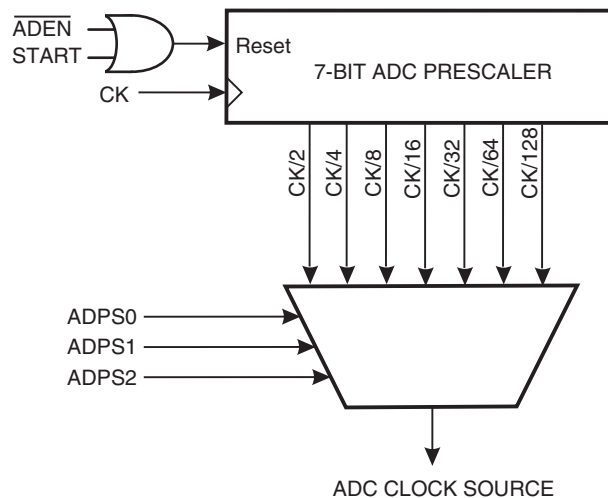 ADEN
START
Reset
7-BIT ADC PRESCALER
CK
CK/2
CK/4
CK/8
CK/16
CK/32
CK/64
CK/128
ADPS0
ADPS1
ADPS2
ADC CLOCK SOURCE